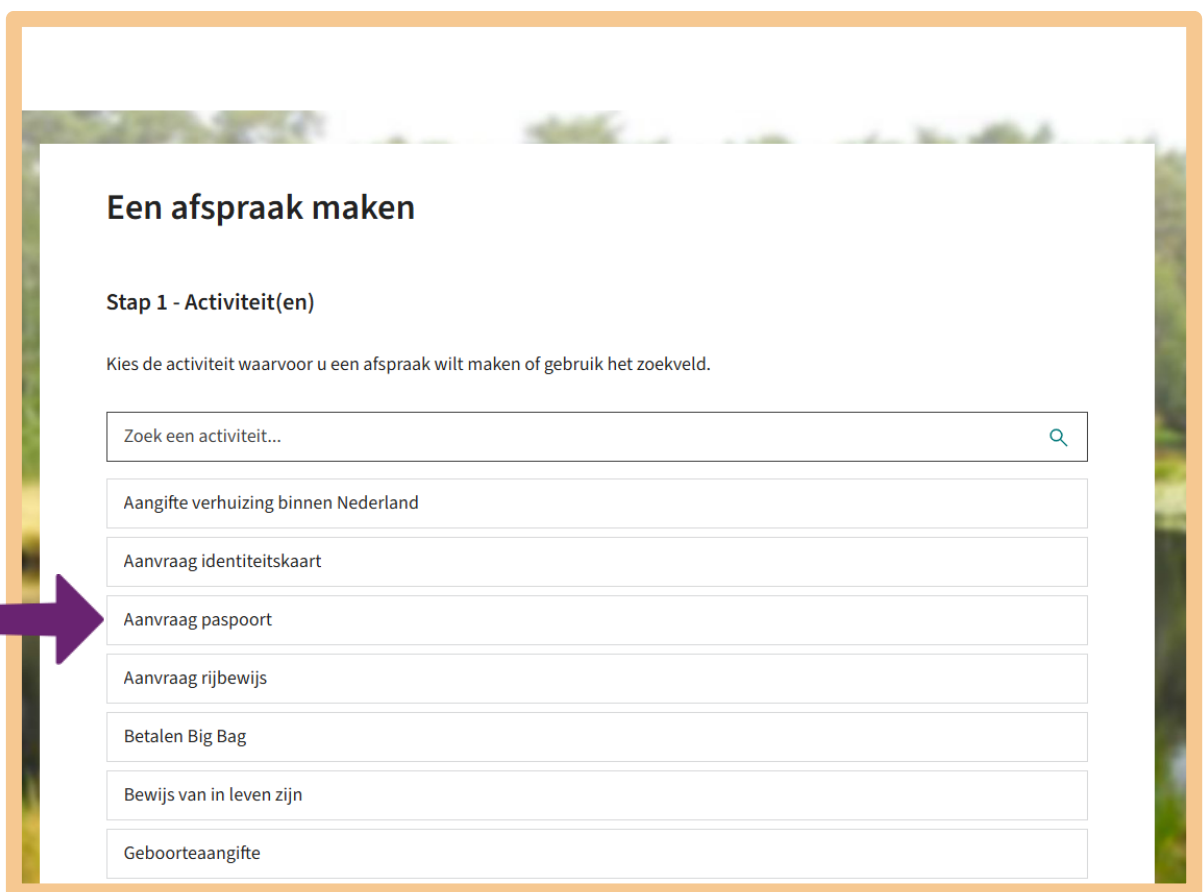 Een afspraak maken
Stap 1 - Activiteit(en)
Kies de activiteit waarvoor u een afspraak wilt maken of gebruik het zoekveld.
Zoek een activiteit...
Aangifte verhuizing binnen Nederland
Aanvraag identiteitskaart
Aanvraag paspoort
Aanvraag rijbewijs
Betalen Big Bag
Bewijs van in leven zijn
Geboorteaangifte